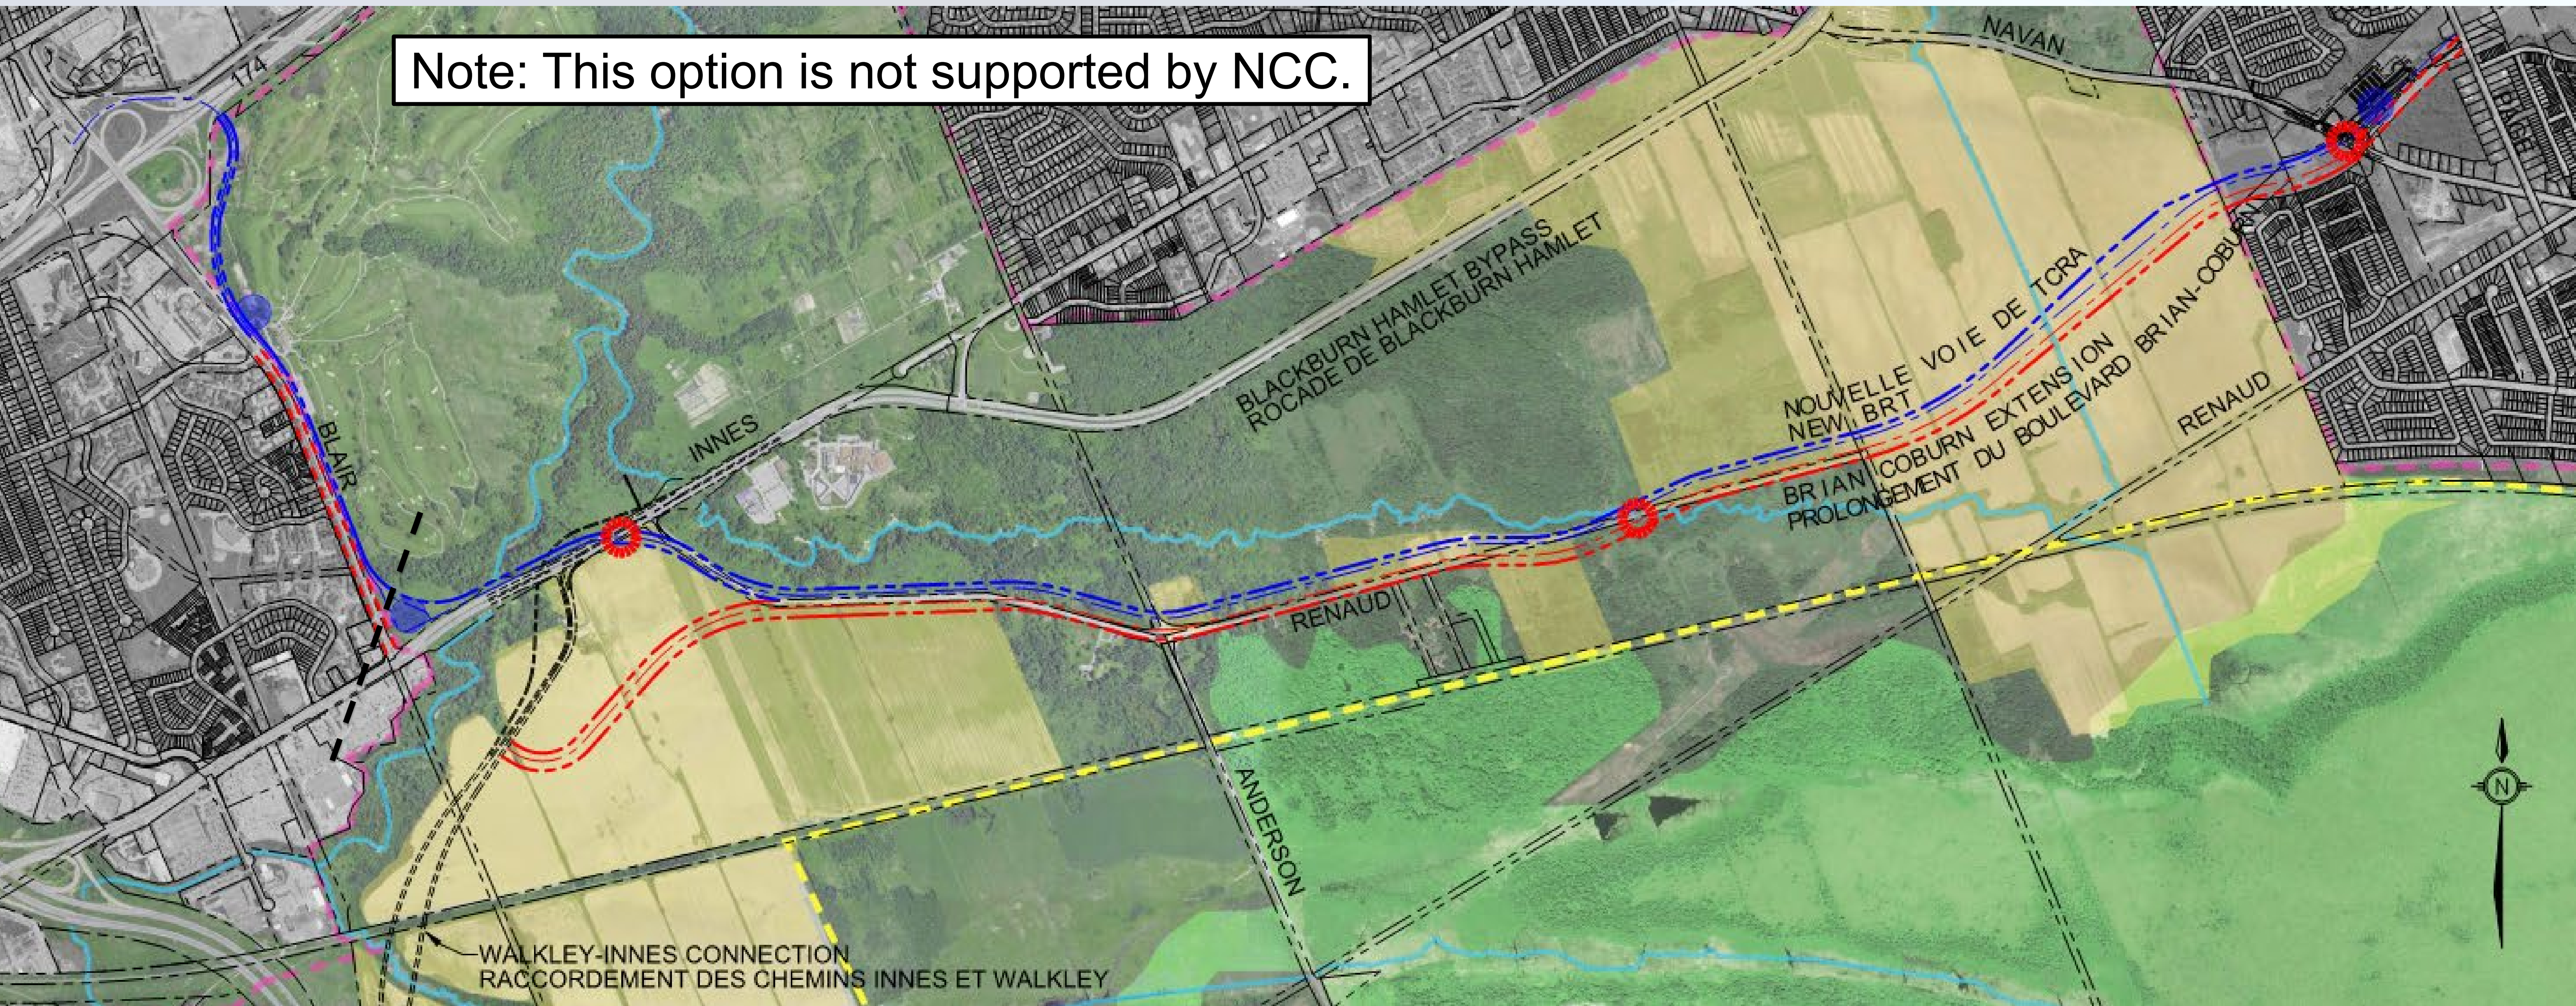 Note: This option is not supported by NCC.
174
NAVAN
BLAIR
INNES
BLACKBURN HAMLET BYPASS
ROCADE DE BLACKBURN HAMLET
NOUVELLE VOIE DE TCRA
NEW BRT
BRIAN COBURN EXTENSION
PROLONGEMENT DU BOULEVARD BRIAN-COBURN
RENAUD
RENAUD
ANDERSON
WALKLEY-INNES CONNECTION
RACCORDEMENT DES CHEMINS INNES ET WALKLEY
N